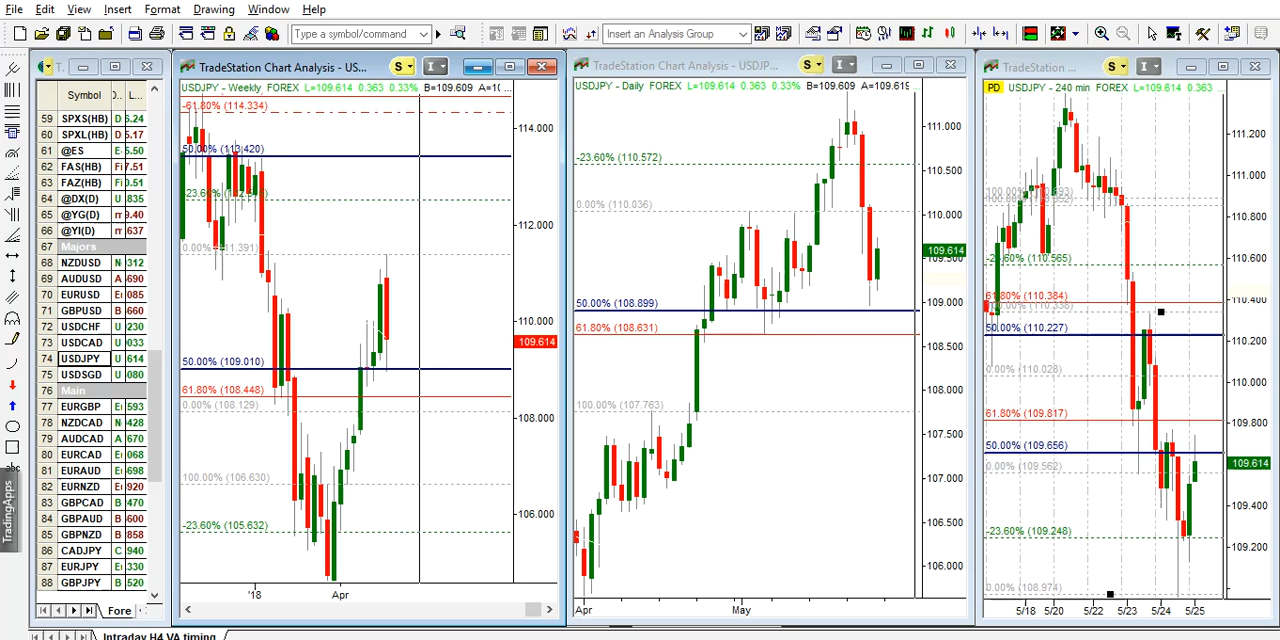 File Edit View Insert Format Drawing Window Help
Type a symbol/command
Insert an Analysis Group
TradeStation Chart Analysis - US...
S
I
TradeStation Chart Analysis - USDJP...
S
I
TradeStation ...
S
I
Symbol D.. L...
59 SPXS(HB) D 6.24
60 SPXL(HB) D 5.17
61 @ES E 5.50
62 FAS(HB) Fi 7.51
63 FAZ(HB) Fi 0.51
64 @DX(D) U 835
65 @YG(D) m 9.40
66 @YI(D) m 637
67 Majors
68 NZDUSD N 312
69 AUDUSD A 690
70 EURUSD E 085
71 GBPUSD B 660
72 USDCHF U 230
73 USDCAD U 033
74 USDJPY U 614
75 USDSGD U 080
76 Main
77 EURGBP E 593
78 NZDCAD N 428
79 AUDCAD A 670
80 EURCAD E 068
81 EURAUD E 698
82 EURNZD E 920
83 GBPCAD B 470
84 GBPAUD B 600
85 GBPNZD B 858
86 CADJPY C 940
87 EURJPY E 330
88 GBPJPY B 520
Fore
abc
TradingApps
USDJPY - Weekly FOREX L=109.614 0.363 0.33% B=109.609 A=1(...
-61.80% (114.334)
50.00% (113.420)
0.00% (111.391)
50.00% (109.010)
61.80% (108.448)
0.00% (108.129)
100.00% (106.630)
-23.60% (105.632)
114.000
112.000
110.000
109.614
108.000
106.000
'18 Apr
USDJPY - Daily FOREX L=109.614 0.363 0.33% B=109.609 A=109.619...
-23.60% (110.572)
0.00% (110.036)
50.00% (108.899)
61.80% (108.631)
100.00% (107.763)
111.000
110.500
110.000
109.614
109.500
109.000
108.500
108.000
107.500
107.000
106.500
106.000
Apr May
PD USDJPY - 240 min FOREX L=109.614 0.363 ...
-23.60% (110.565)
61.80% (110.384)
50.00% (110.227)
0.00% (110.028)
61.80% (109.817)
50.00% (109.656)
0.00% (109.562)
-23.60% (109.248)
0.00% (108.974)
111.200
111.000
110.800
110.600
110.400
110.200
110.000
109.800
109.614
109.400
109.200
5/18 5/20 5/22 5/23 5/24 5/25
Intraday H4 VA timing